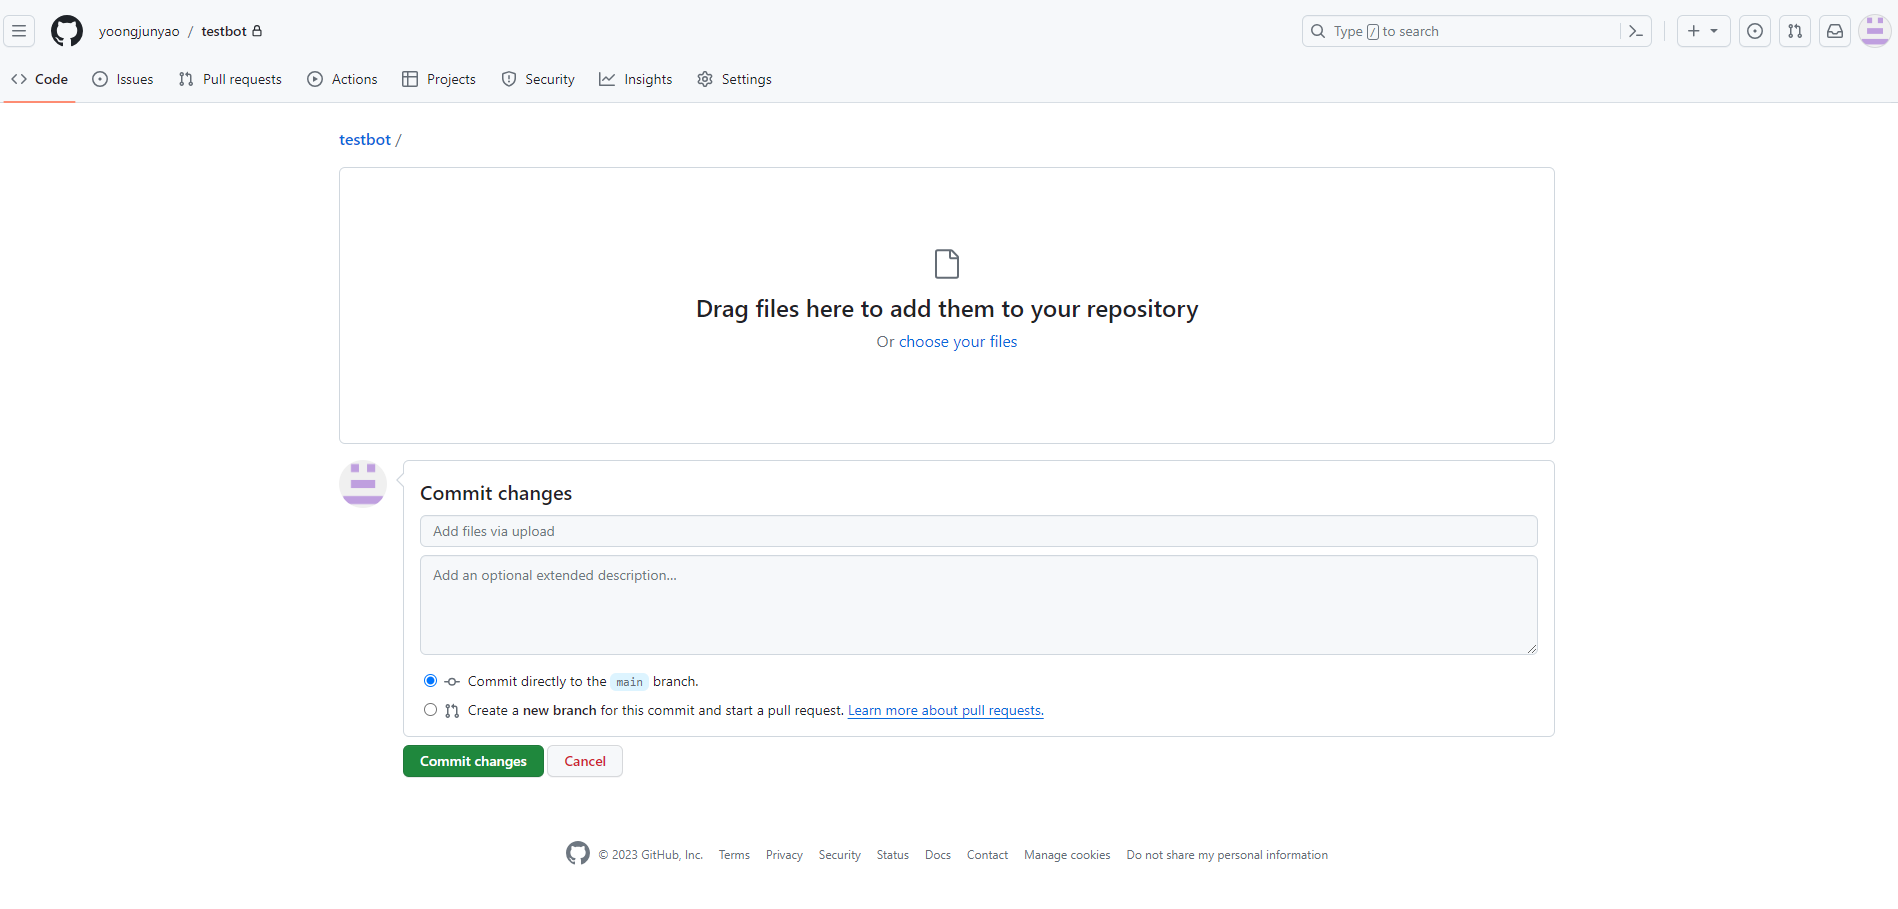 yoongjunyao / testbot
Type / to search
Code Issues Pull requests Actions Projects Security Insights Settings
testbot /
Drag files here to add them to your repository
Or choose your files
Commit changes
Add files via upload
Add an optional extended description...
Commit directly to the main branch.
Create a new branch for this commit and start a pull request. Learn more about pull requests.
Commit changes Cancel
© 2023 GitHub, Inc. Terms Privacy Security Status Docs Contact Manage cookies Do not share my personal information